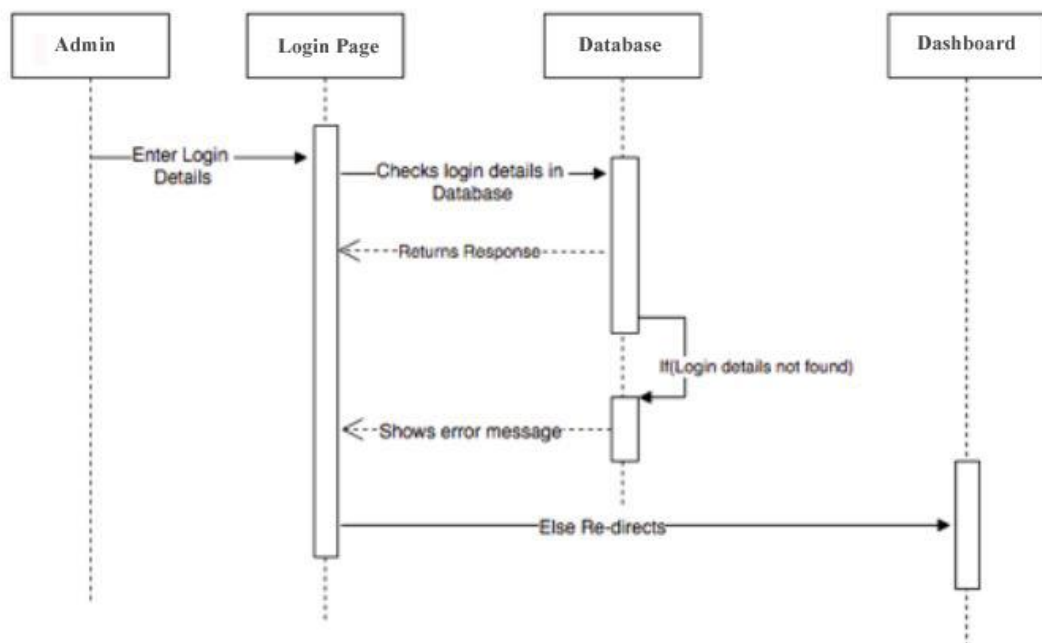 Admin
Login Page
Database
Dashboard
Enter Login
Details
Checks login details in
Database
Returns Response
If(Login details not found)
Shows error message
Else Re-directs